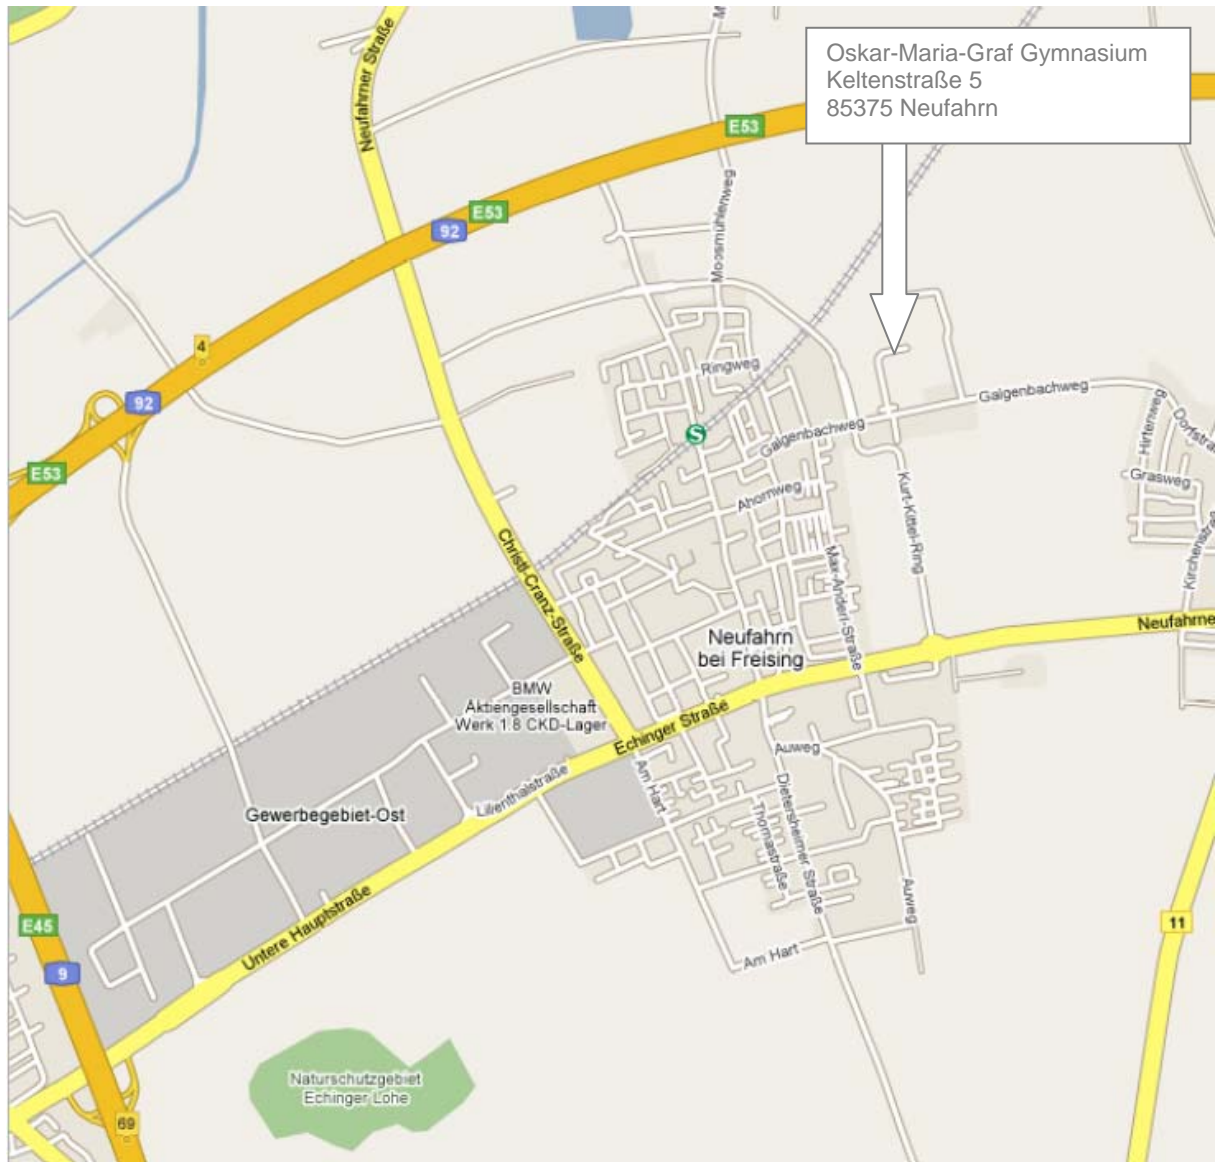 Oskar-Maria-Graf Gymnasium
Keltenstraße 5
85375 Neufahrn
Neufahrner Straße
E53
E53
92
Moosmühlenweg
4
92
E53
Ringweg
S
Galgenbachweg
Galgenbachweg
Hirtenweg
Dorfstra
Grasweg
Ahornweg
Kurt-Kittel-Ring
Kirchenstraß
Christl-Cranz-Straße
Max-Anderl-Straße
Neufahrn
bei Freising
Neufahrne
BMW
Aktiengesellschaft
Werk 1.8 CKD-Lager
Echinger Straße
Auweg
Lilienthalstraße
Am Hart
Dietersheimer Straße
Thomastraße
Gewerbegebiet-Ost
Auweg
Untere Hauptstraße
E45
9
11
Am Hart
Naturschutzgebiet
Echinger Lohe
69